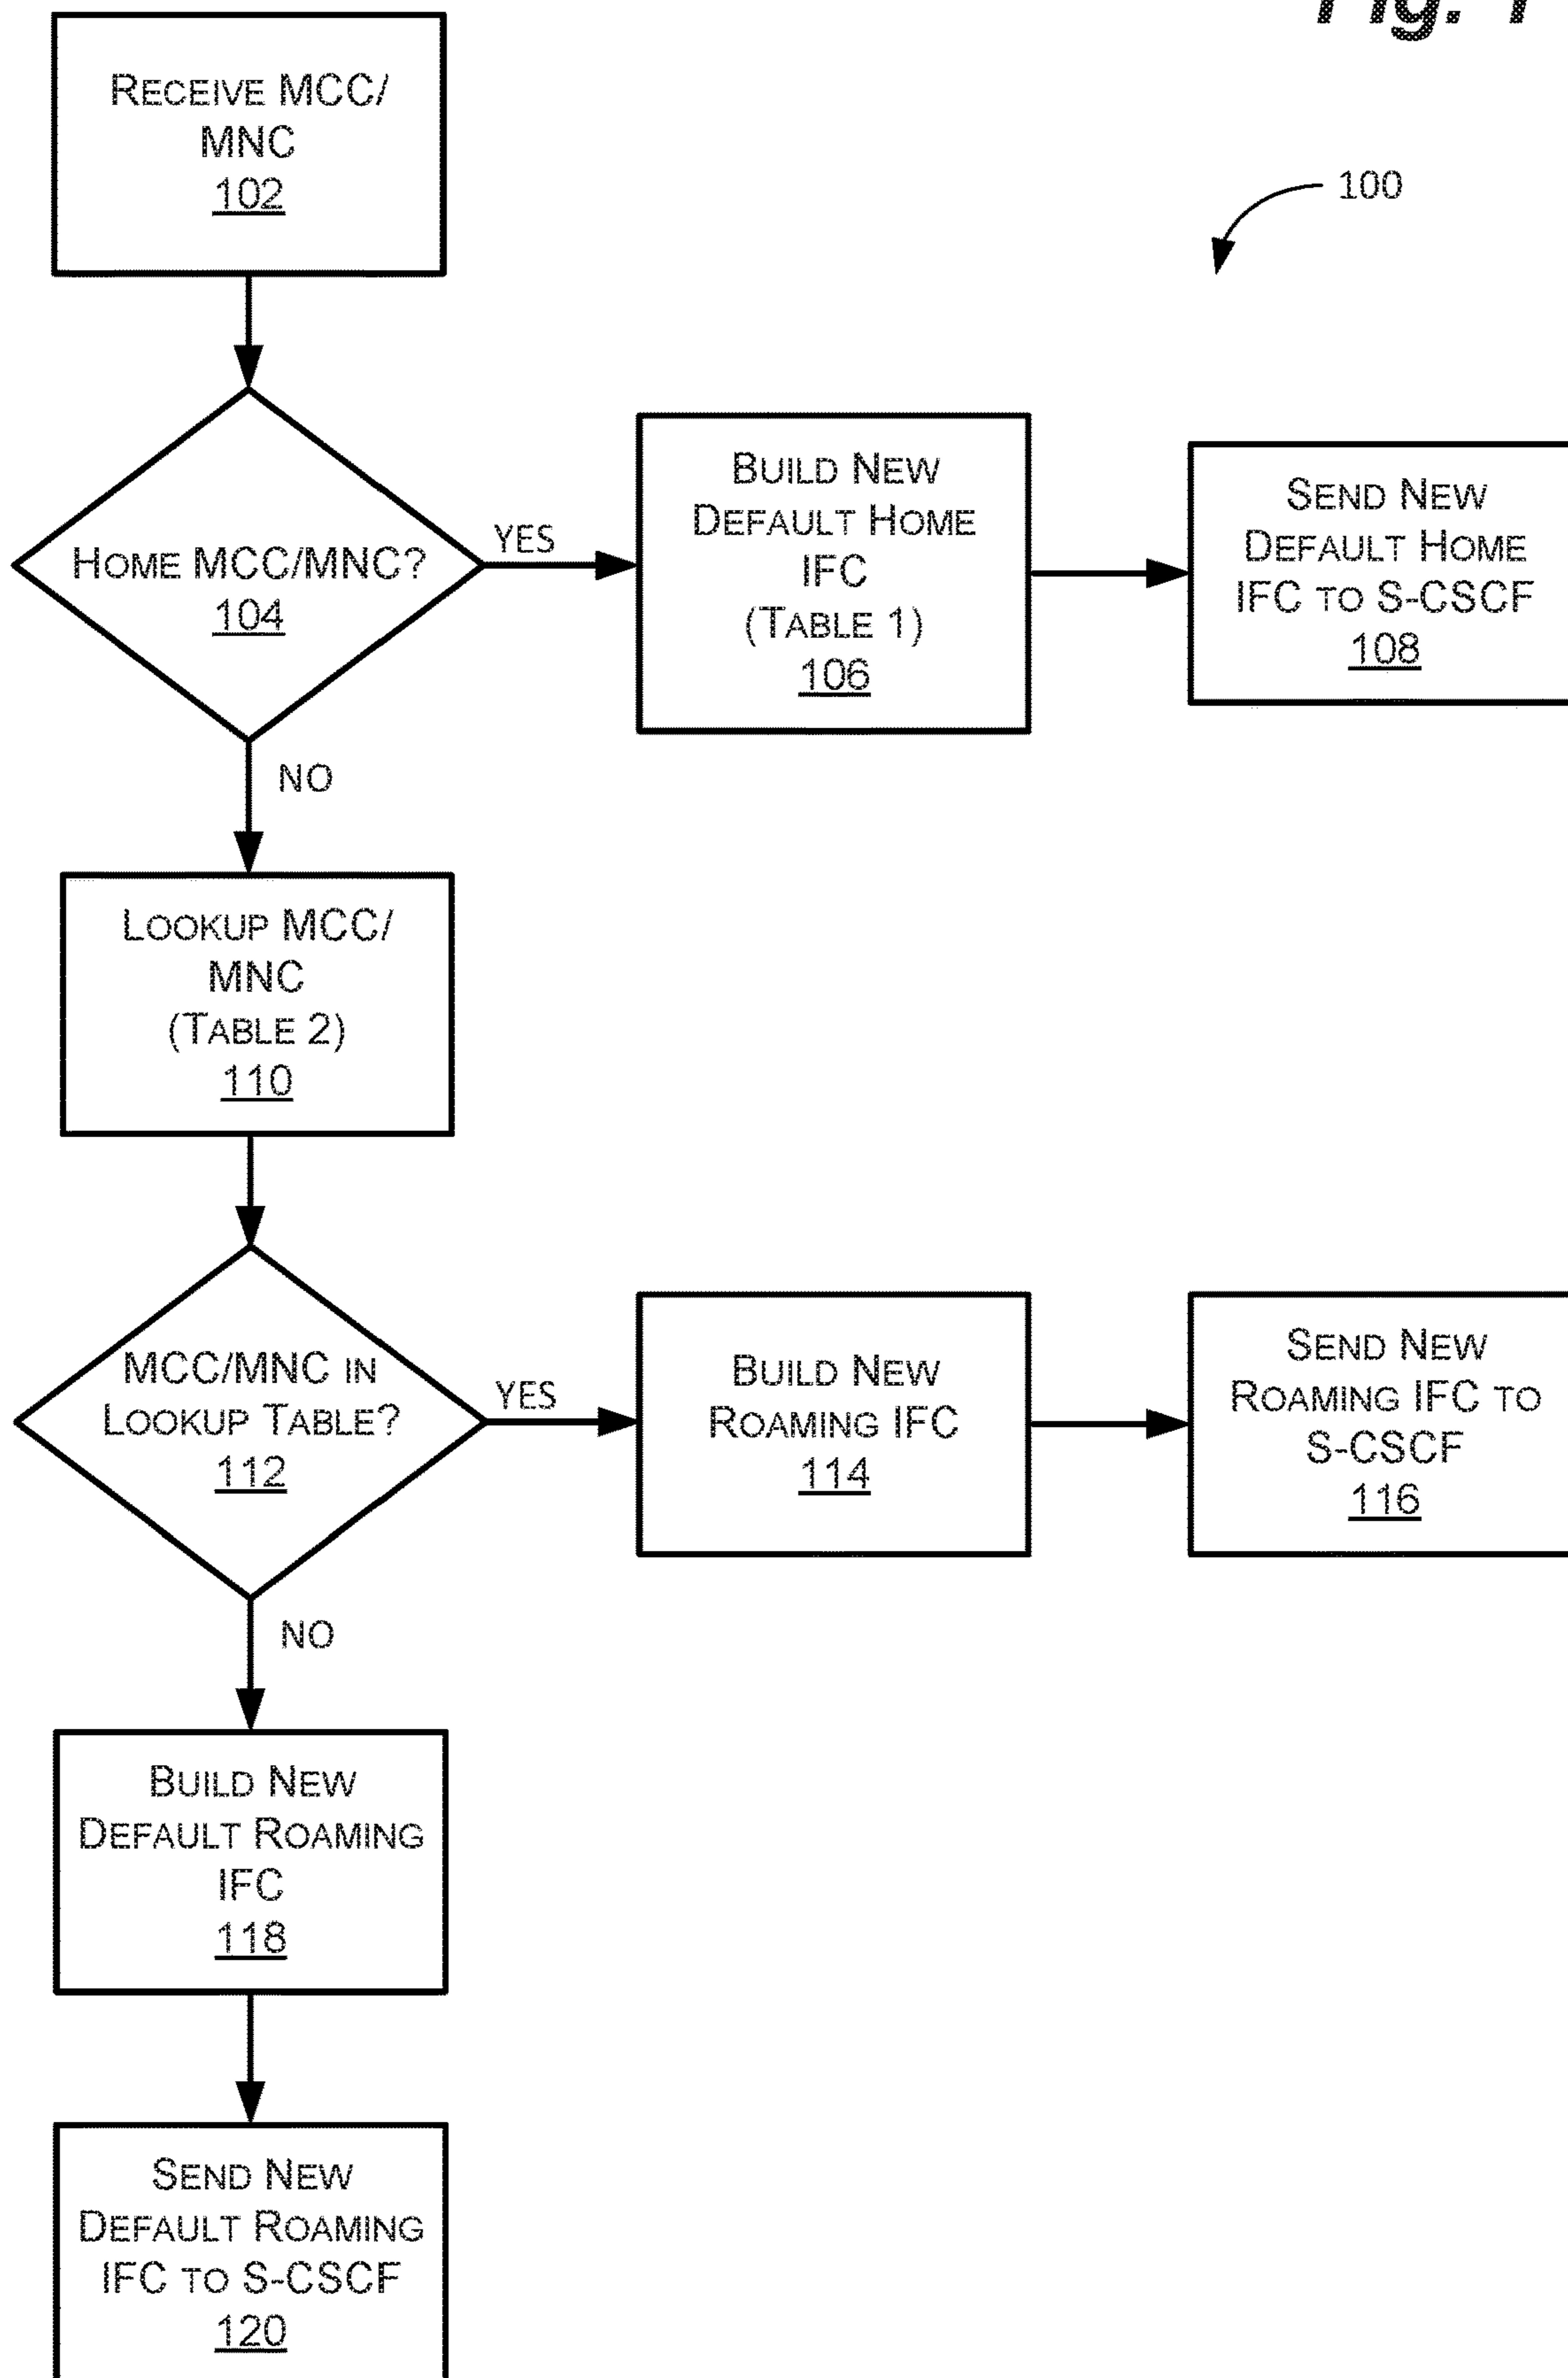 Fig. 1
RECEIVE MCC/
MNC
102
100
HOME MCC/MNC?
104
YES
BUILD NEW
DEFAULT HOME
IFC
(TABLE 1)
106
SEND NEW
DEFAULT HOME
IFC TO S-CSCF
108
NO
LOOKUP MCC/
MNC
(TABLE 2)
110
MCC/MNC IN
LOOKUP TABLE?
112
YES
BUILD NEW
ROAMING IFC
114
SEND NEW
ROAMING IFC TO
S-CSCF
116
NO
BUILD NEW
DEFAULT ROAMING
IFC
118
SEND NEW
DEFAULT ROAMING
IFC TO S-CSCF
120